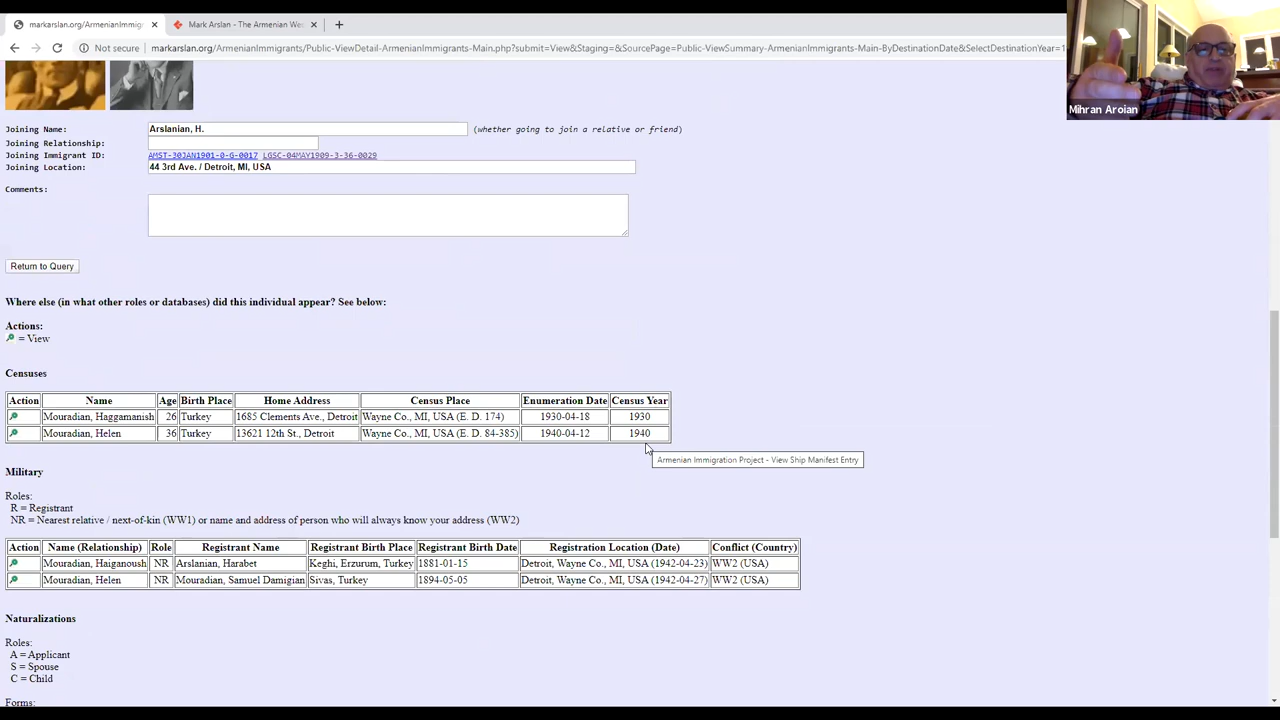 markarslan.org/ArmenianImmig
Mark Arslan - The Armenian We
Not secure
markarslan.org/ArmenianImmigrants/Public-ViewDetail-ArmenianImmigrants-Main.php?submit=View&Staging=&SourcePage=Public-ViewSummary-ArmenianImmigrants-Main-ByDestinationDate&SelectDestinationYear=1
Mihran Aroian
Joining Name: Arslanian, H. (whether going to join a relative or friend)
Joining Relationship:
Joining Immigrant ID: AMST-30JAN1901-0-G-0017 LGSC-04MAY1909-3-36-0029
Joining Location: 44 3rd Ave. / Detroit, MI, USA
Comments:
Return to Query
Where else (in what other roles or databases) did this individual appear? See below:
Actions:
= View
Censuses
Action Name Age Birth Place Home Address Census Place Enumeration Date Census Year
Mouradian, Haggamanish 26 Turkey 1685 Clements Ave., Detroit Wayne Co., MI, USA (E. D. 174) 1930-04-18 1930
Mouradian, Helen 36 Turkey 13621 12th St., Detroit Wayne Co., MI, USA (E. D. 84-385) 1940-04-12 1940
Armenian Immigration Project - View Ship Manifest Entry
Military
Roles:
R = Registrant
NR = Nearest relative / next-of-kin (WW1) or name and address of person who will always know your address (WW2)
Action Name (Relationship) Role Registrant Name Registrant Birth Place Registrant Birth Date Registration Location (Date) Conflict (Country)
Mouradian, Haiganoush NR Arslanian, Harabet Keghi, Erzurum, Turkey 1881-01-15 Detroit, Wayne Co., MI, USA (1942-04-23) WW2 (USA)
Mouradian, Helen NR Mouradian, Samuel Damigian Sivas, Turkey 1894-05-05 Detroit, Wayne Co., MI, USA (1942-04-27) WW2 (USA)
Naturalizations
Roles:
A = Applicant
S = Spouse
C = Child
Forms: